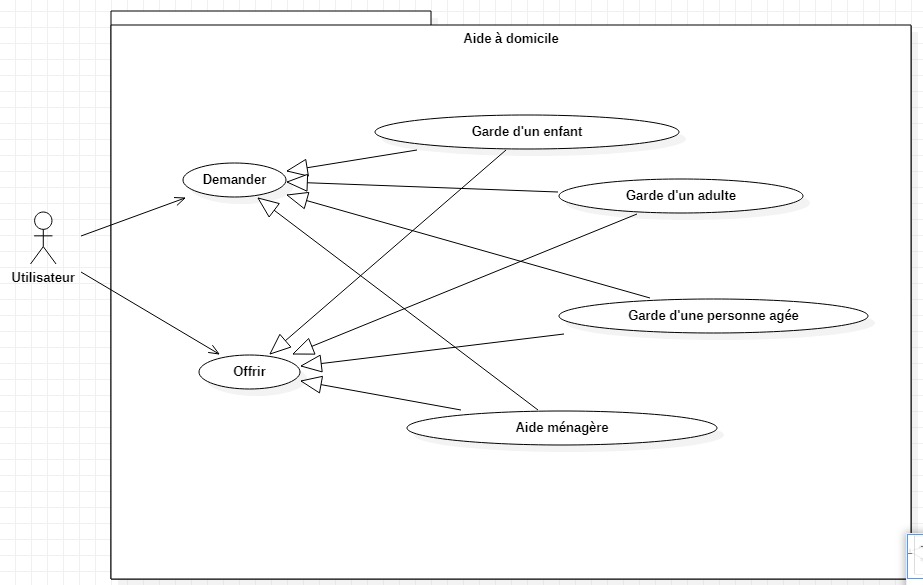 Aide à domicile
Garde d'un enfant
Demander
Garde d'un adulte
Utilisateur
Garde d'une personne agée
Offrir
Aide ménagère